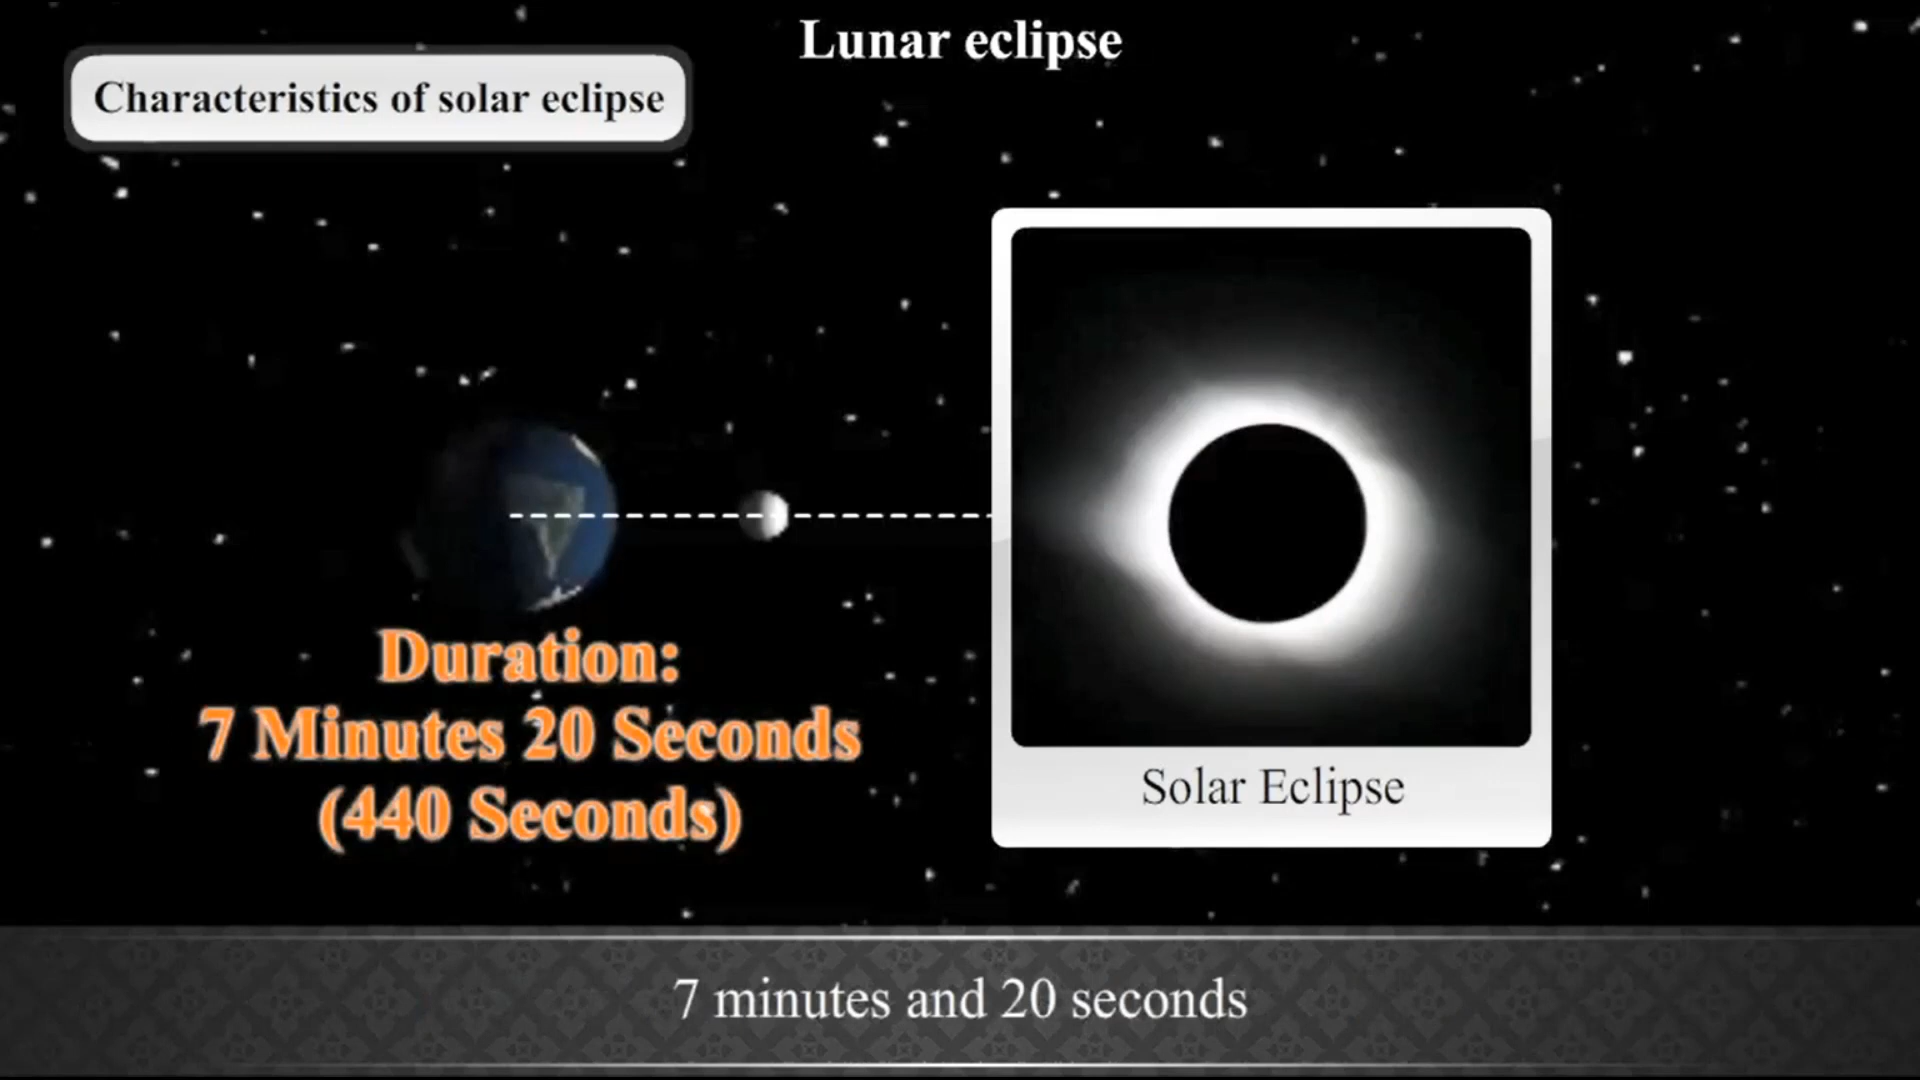 Lunar eclipse
Characteristics of solar eclipse
Duration:
7 Minutes 20 Seconds
(440 Seconds)
Solar Eclipse
7 minutes and 20 seconds